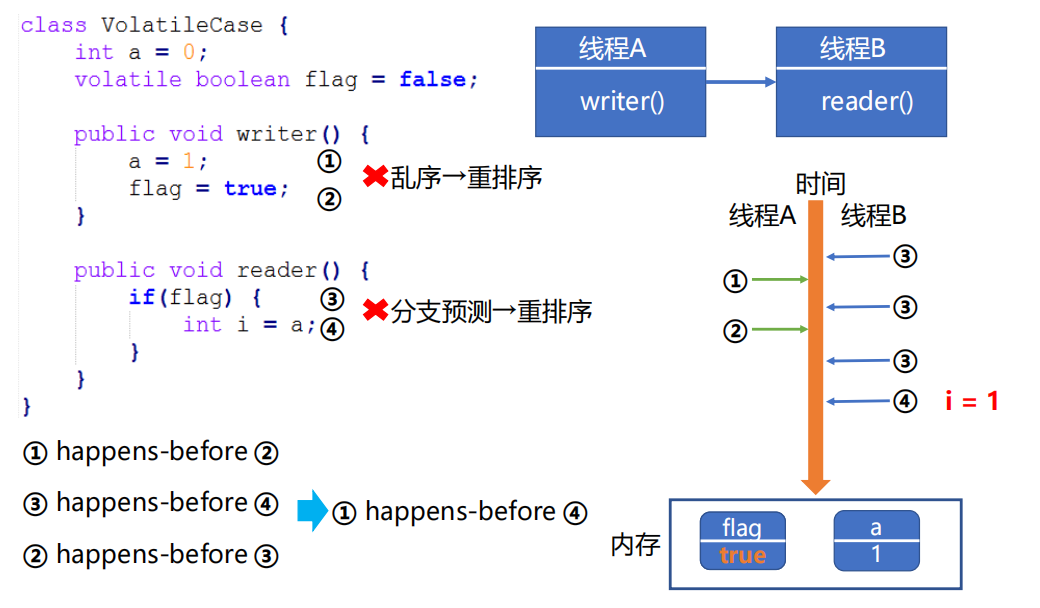 class VolatileCase {
int a = 0;
volatile boolean flag = false;
public void writer() {
a = 1; ①
flag = true; ②
}
✖乱序→重排序
public void reader() {
if(flag) { ③
int i = a; ④
}
}
}
✖分支预测→重排序
① happens-before ②
③ happens-before ④
② happens-before ③
① happens-before ④
线程A
writer()
线程B
reader()
时间
线程A 线程B
③
①
③
②
③
④ i = 1
内存
flag
true
a
1